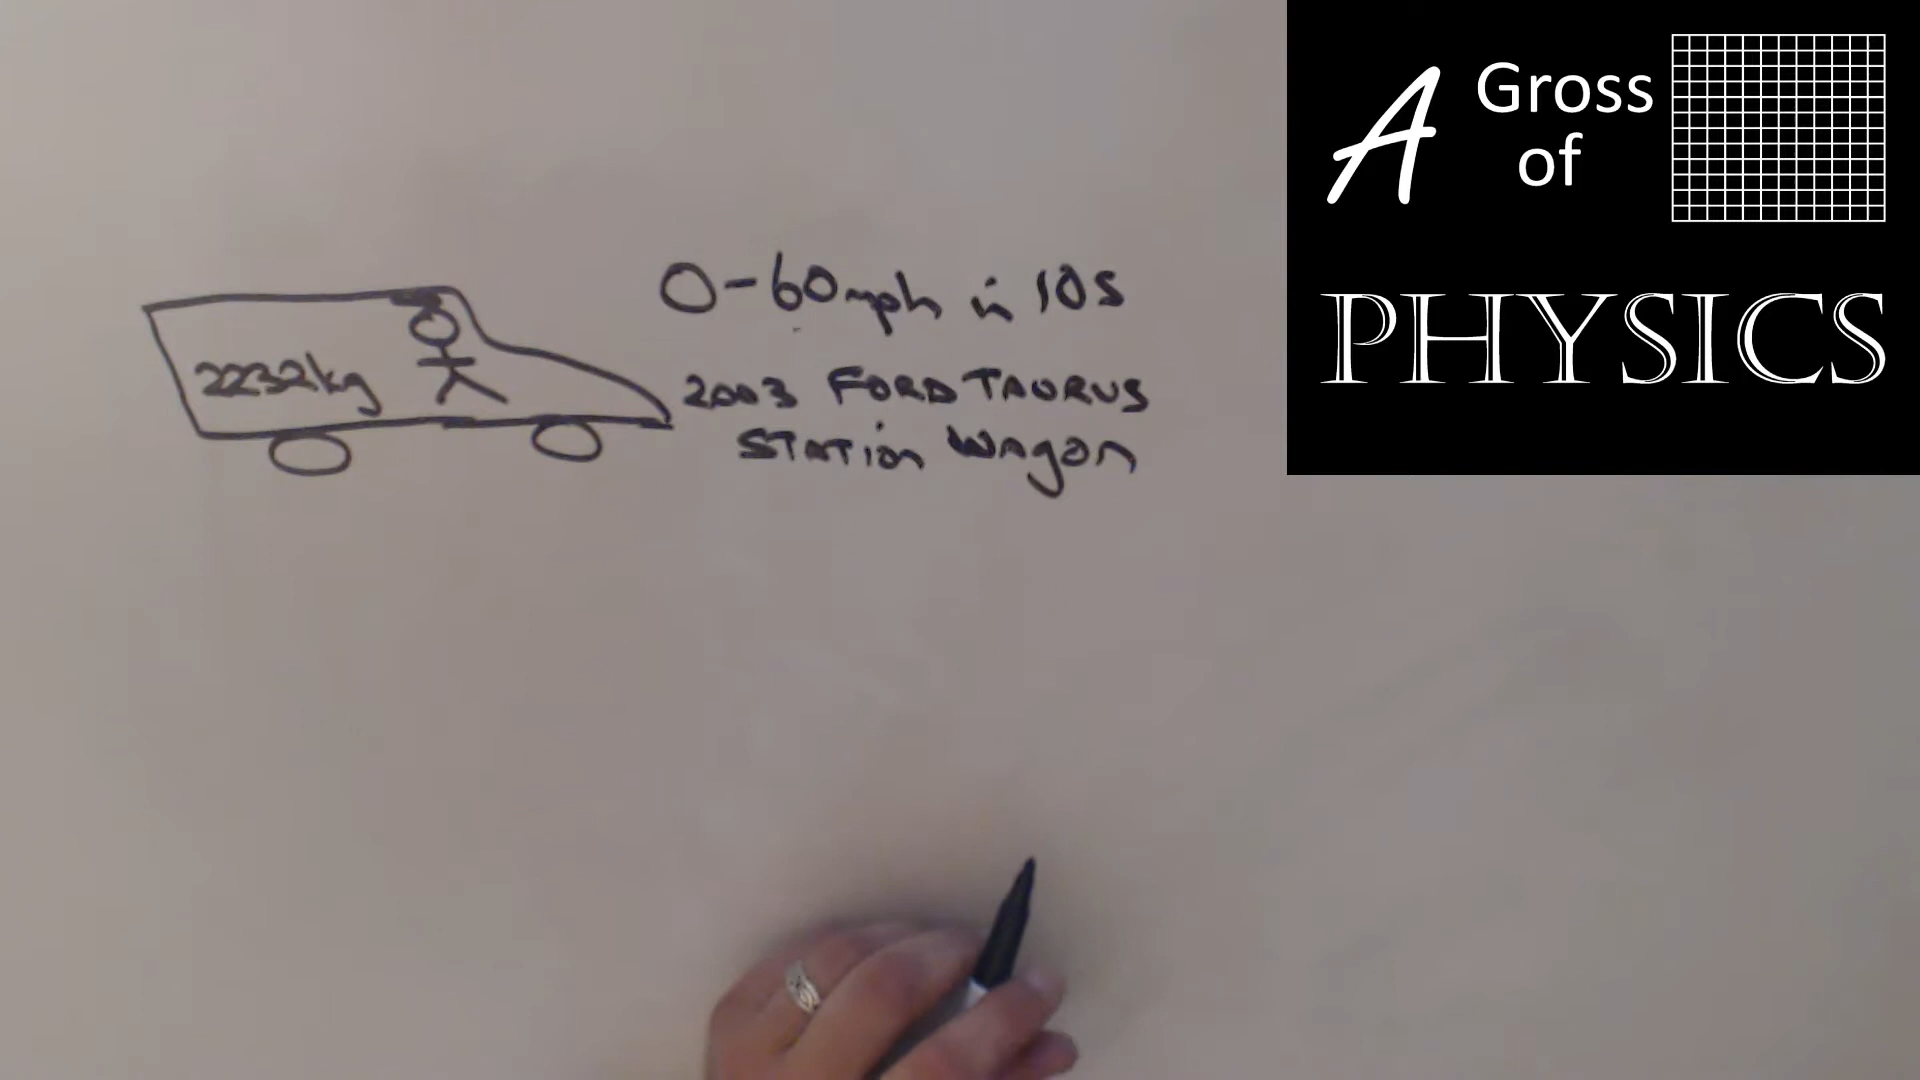 0-60mph in 10s
2232kg
2003 FORD TAURUS
STATion WAgon
A Gross
of
PHYSICS